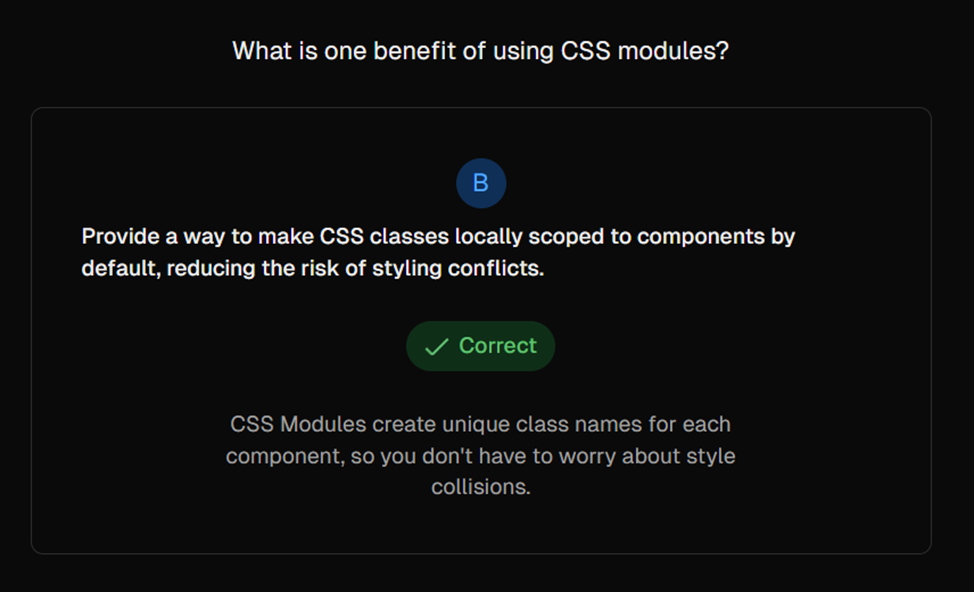 What is one benefit of using CSS modules?
B
Provide a way to make CSS classes locally scoped to components by
default, reducing the risk of styling conflicts.
Correct
CSS Modules create unique class names for each
component, so you don't have to worry about style
collisions.